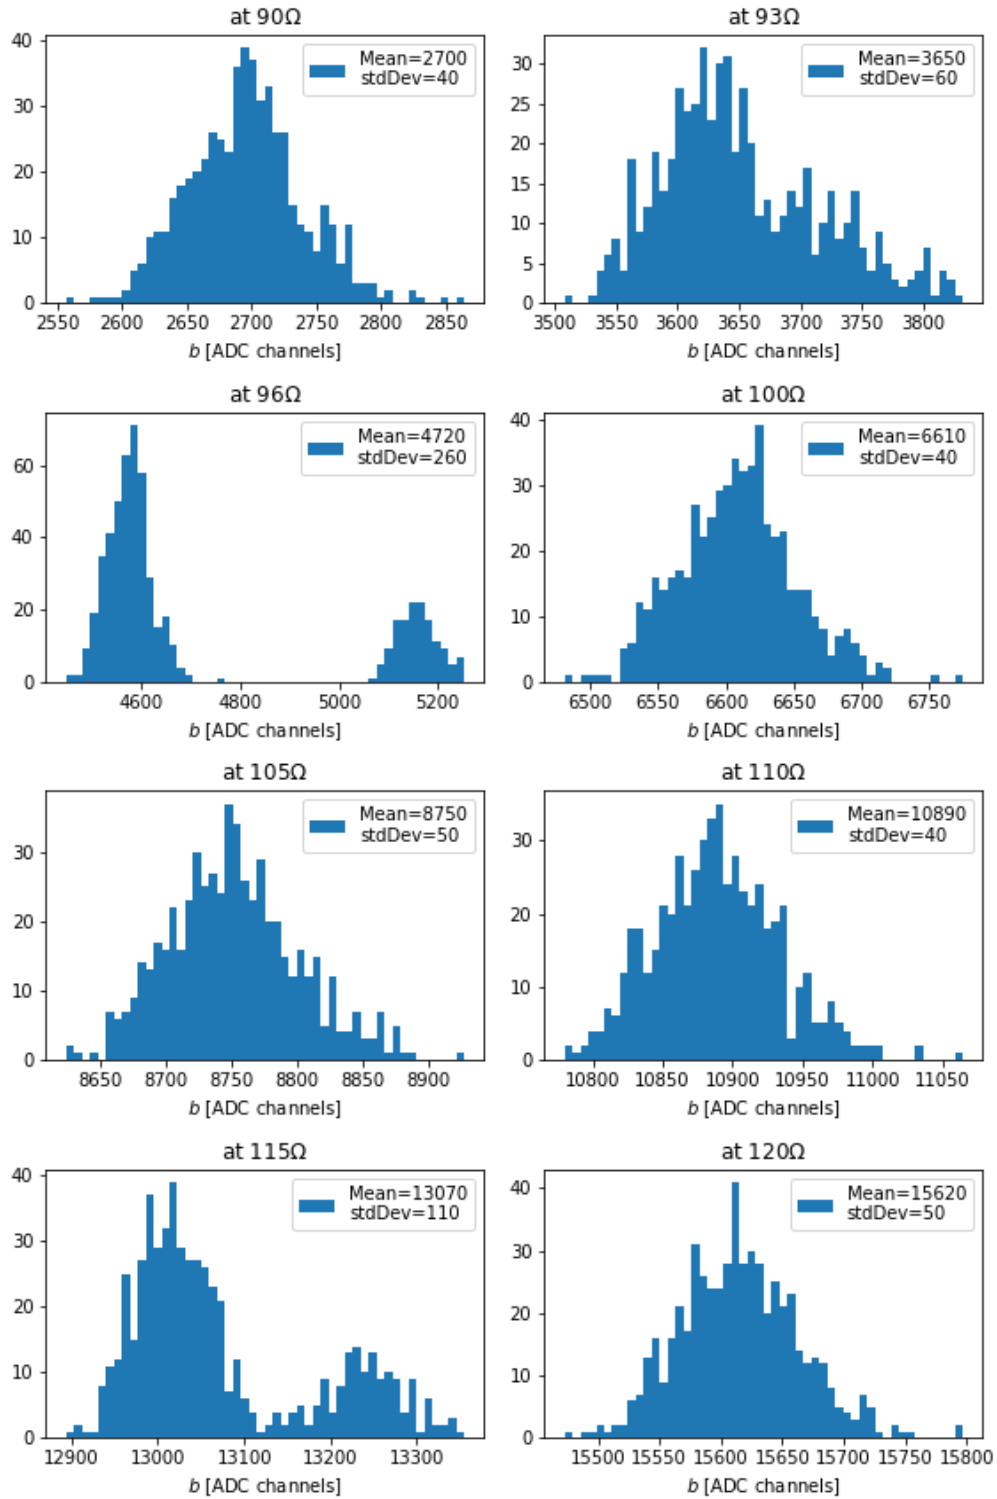 at 90Ω
40
30
20
10
0
Mean=2700
stdDev=40
2550 2600 2650 2700 2750 2800 2850
b [ADC channels]
at 93Ω
30
25
20
15
10
5
0
Mean=3650
stdDev=60
3500 3550 3600 3650 3700 3750 3800
b [ADC channels]
at 96Ω
60
40
20
0
Mean=4720
stdDev=260
4600 4800 5000 5200
b [ADC channels]
at 100Ω
40
30
20
10
0
Mean=6610
stdDev=40
6500 6550 6600 6650 6700 6750
b [ADC channels]
at 105Ω
30
20
10
0
Mean=8750
stdDev=50
8650 8700 8750 8800 8850 8900
b [ADC channels]
at 110Ω
30
20
10
0
Mean=10890
stdDev=40
10800 10850 10900 10950 11000 11050
b [ADC channels]
at 115Ω
40
30
20
10
0
Mean=13070
stdDev=110
12900 13000 13100 13200 13300
b [ADC channels]
at 120Ω
40
30
20
10
0
Mean=15620
stdDev=50
15500 15550 15600 15650 15700 15750 15800
b [ADC channels]